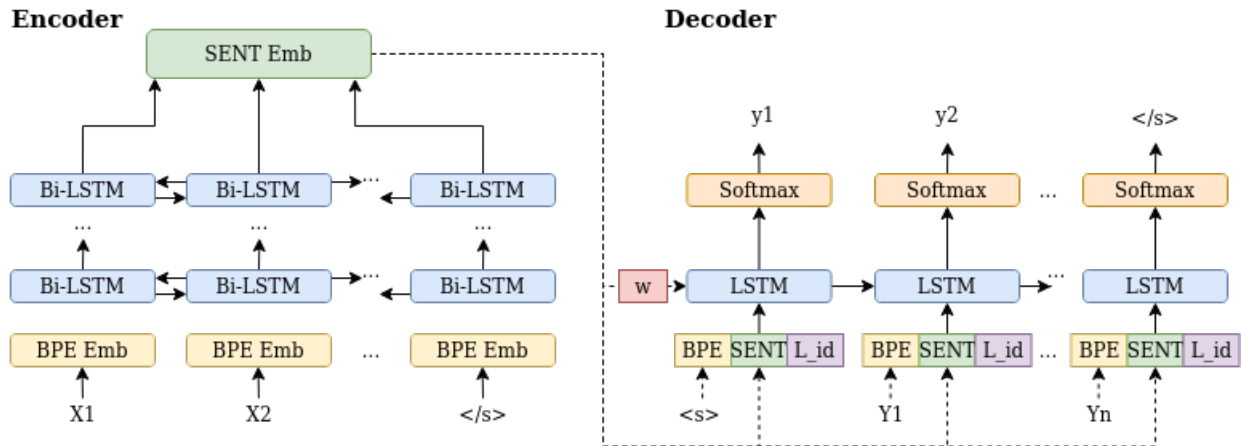 Encoder
Decoder
SENT Emb
y1
y2
</s>
Bi-LSTM
Bi-LSTM
...
Bi-LSTM
Softmax
Softmax
...
Softmax
...
...
...
Bi-LSTM
Bi-LSTM
...
Bi-LSTM
w
LSTM
LSTM
...
LSTM
BPE Emb
BPE Emb
...
BPE Emb
BPE SENT L_id
BPE SENT L_id
...
BPE SENT L_id
X1
X2
</s>
<s>
Y1
Yn